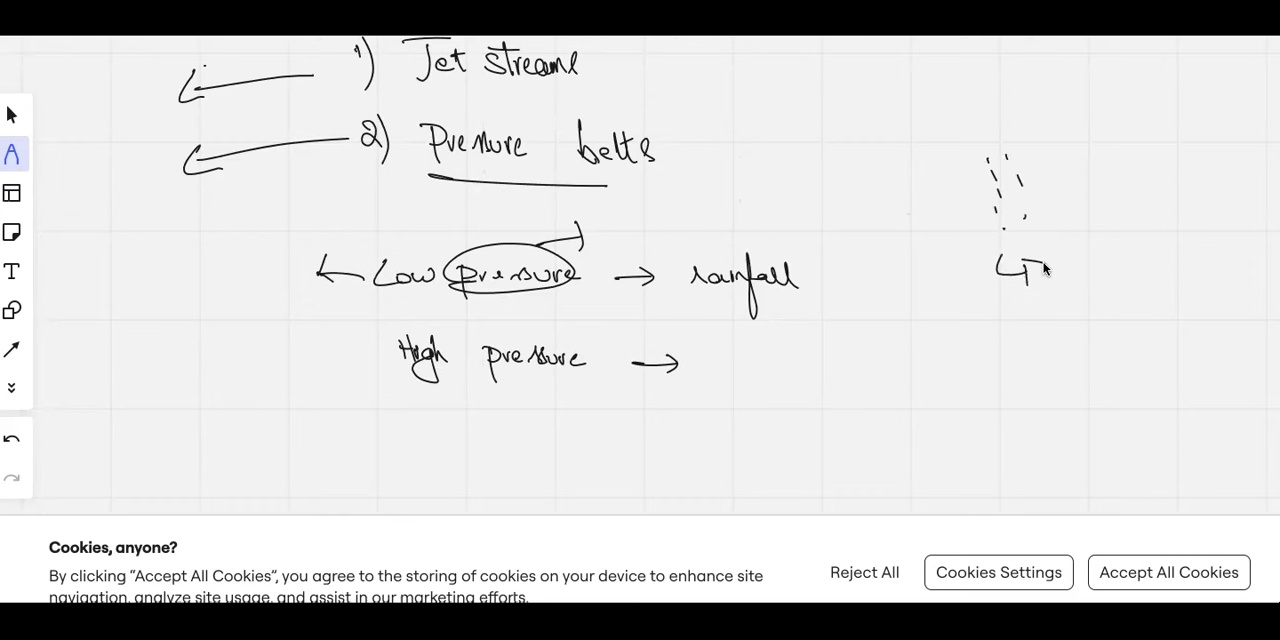 1) Jet streams
2) Pressure belts
Low pressure → rainfall
High pressure →
Cookies, anyone?
By clicking “Accept All Cookies”, you agree to the storing of cookies on your device to enhance site
navigation, analyze site usage, and assist in our marketing efforts.
Reject All
Cookies Settings
Accept All Cookies